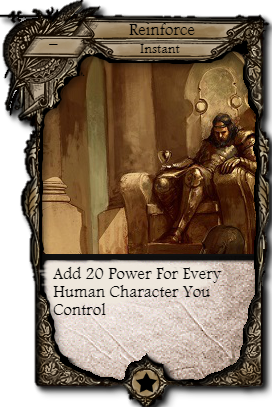 Reinforce
Instant
–
Add 20 Power For Every
Human Character You
Control